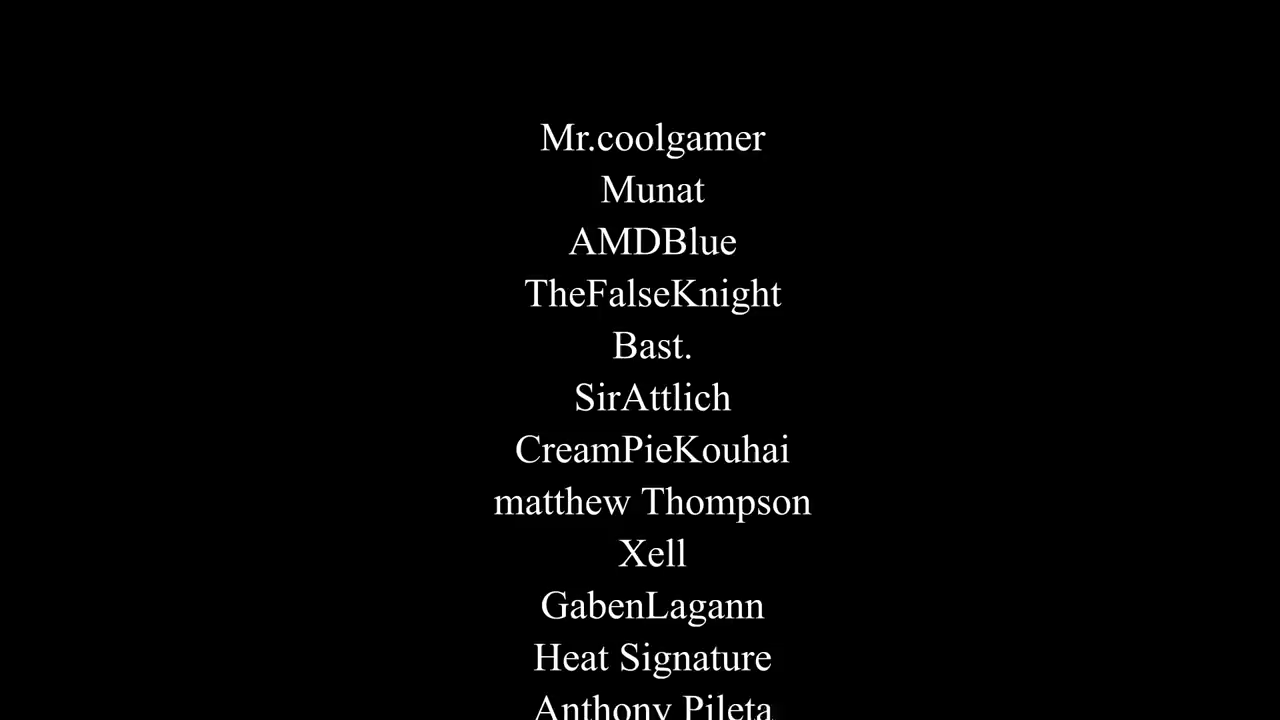 Mr.coolgamer
Munat
AMDBlue
TheFalseKnight
Bast.
SirAttlich
CreamPieKouhai
matthew Thompson
Xell
GabenLagann
Heat Signature
Anthony Pileta